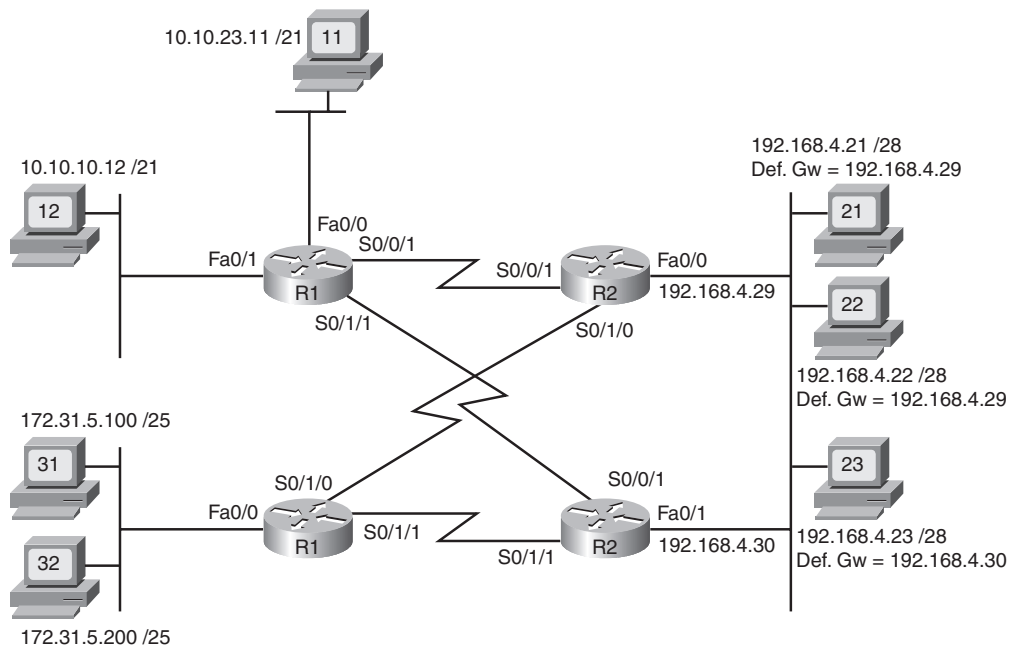 10.10.23.11 /21
11
10.10.10.12 /21
12
192.168.4.21 /28
Def. Gw = 192.168.4.29
21
Fa0/0
S0/0/1
Fa0/1
R1
S0/1/1
S0/0/1
R2
Fa0/0
192.168.4.29
S0/1/0
22
192.168.4.22 /28
Def. Gw = 192.168.4.29
172.31.5.100 /25
31
S0/1/0
Fa0/0
R1
S0/1/1
S0/0/1
Fa0/1
R2
192.168.4.30
S0/1/1
23
192.168.4.23 /28
Def. Gw = 192.168.4.30
32
172.31.5.200 /25